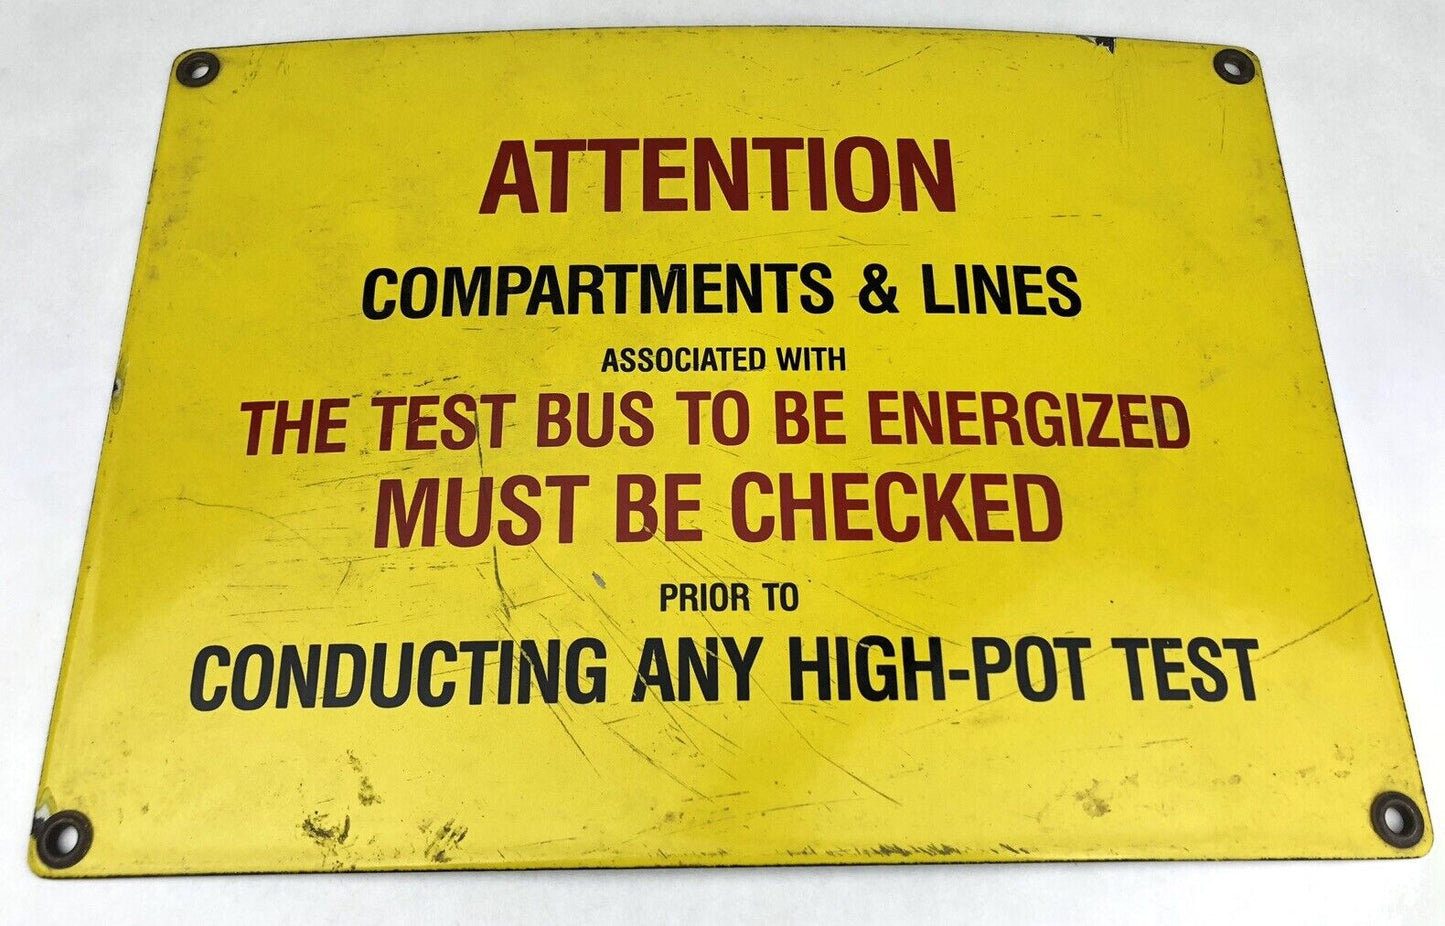 ATTENTION
COMPARTMENTS & LINES
ASSOCIATED WITH
THE TEST BUS TO BE ENERGIZED
MUST BE CHECKED
PRIOR TO
CONDUCTING ANY HIGH-POT TEST